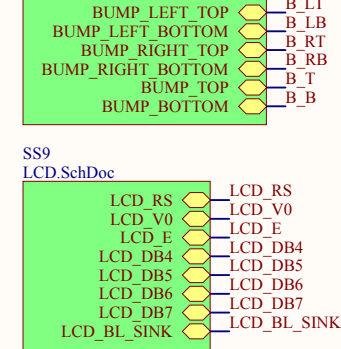 BUMP_LEFT_TOP B_LT
BUMP_LEFT_BOTTOM B_LB
BUMP_RIGHT_TOP B_RT
BUMP_RIGHT_BOTTOM B_RB
BUMP_TOP B_T
BUMP_BOTTOM B_B
SS9
LCD.SchDoc
LCD_RS LCD_RS
LCD_V0 LCD_V0
LCD_E LCD_E
LCD_DB4 LCD_DB4
LCD_DB5 LCD_DB5
LCD_DB6 LCD_DB6
LCD_DB7 LCD_DB7
LCD_BL_SINK LCD_BL_SINK